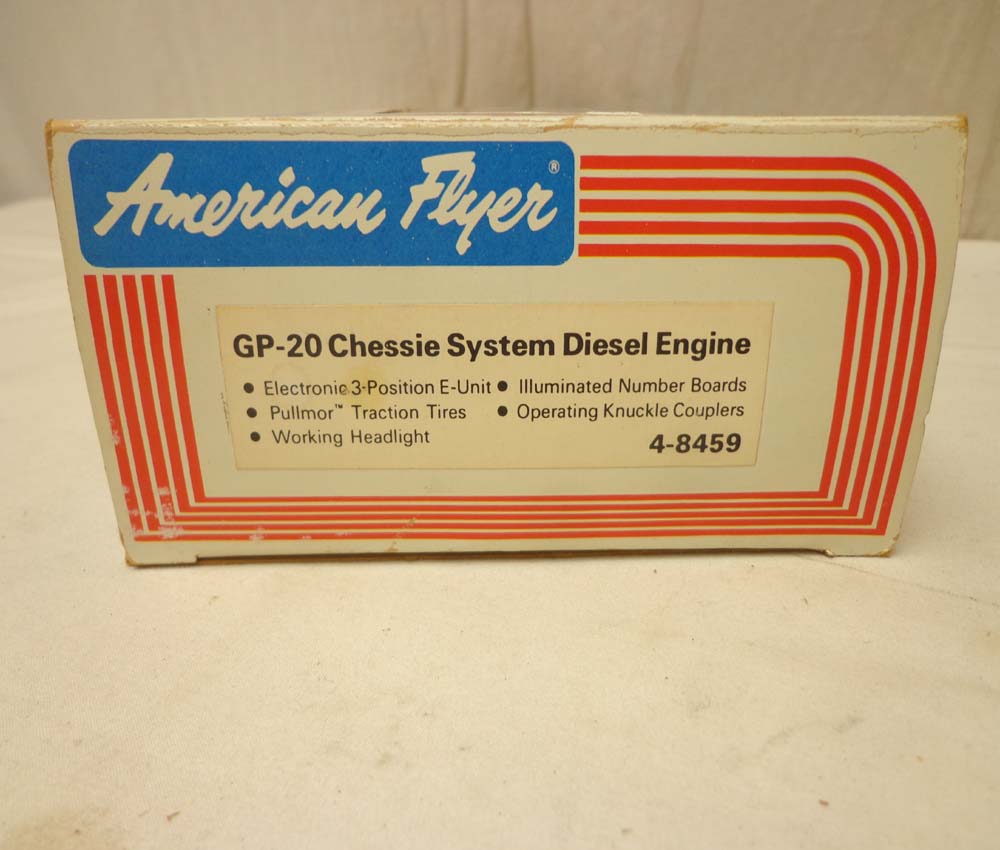 American Flyer®
GP-20 Chessie System Diesel Engine
• Electronic 3-Position E-Unit • Illuminated Number Boards
• Pullmor™ Traction Tires • Operating Knuckle Couplers
• Working Headlight
4-8459